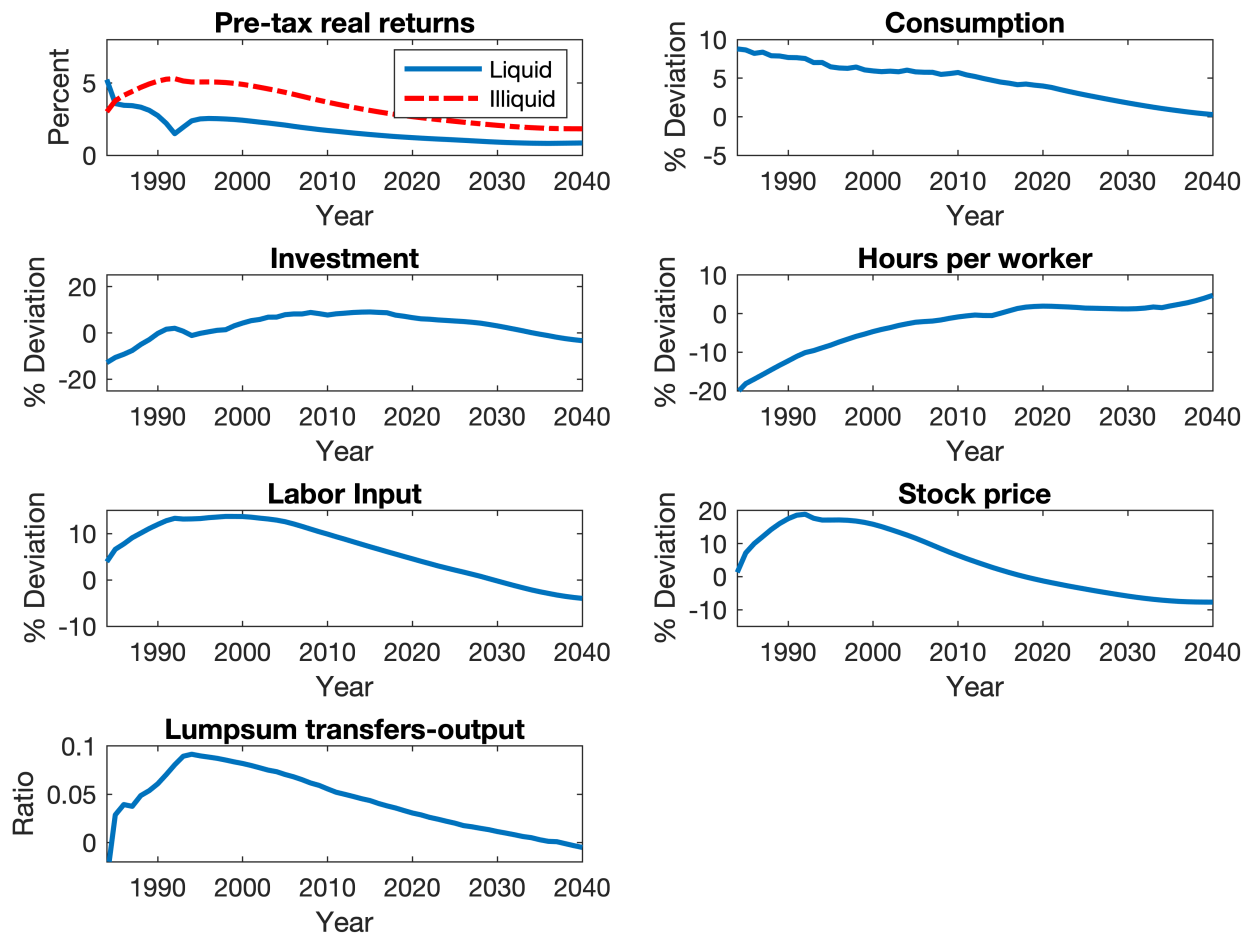 Pre-tax real returns
Percent
5
0
Liquid
Illiquid
1990 2000 2010 2020 2030 2040
Year
Consumption
% Deviation
10
5
0
-5
1990 2000 2010 2020 2030 2040
Year
Investment
% Deviation
20
0
-20
1990 2000 2010 2020 2030 2040
Year
Hours per worker
% Deviation
10
0
-10
-20
1990 2000 2010 2020 2030 2040
Year
Labor Input
% Deviation
10
0
-10
1990 2000 2010 2020 2030 2040
Year
Stock price
% Deviation
20
10
0
-10
1990 2000 2010 2020 2030 2040
Year
Lumpsum transfers-output
Ratio
0.1
0.05
0
1990 2000 2010 2020 2030 2040
Year